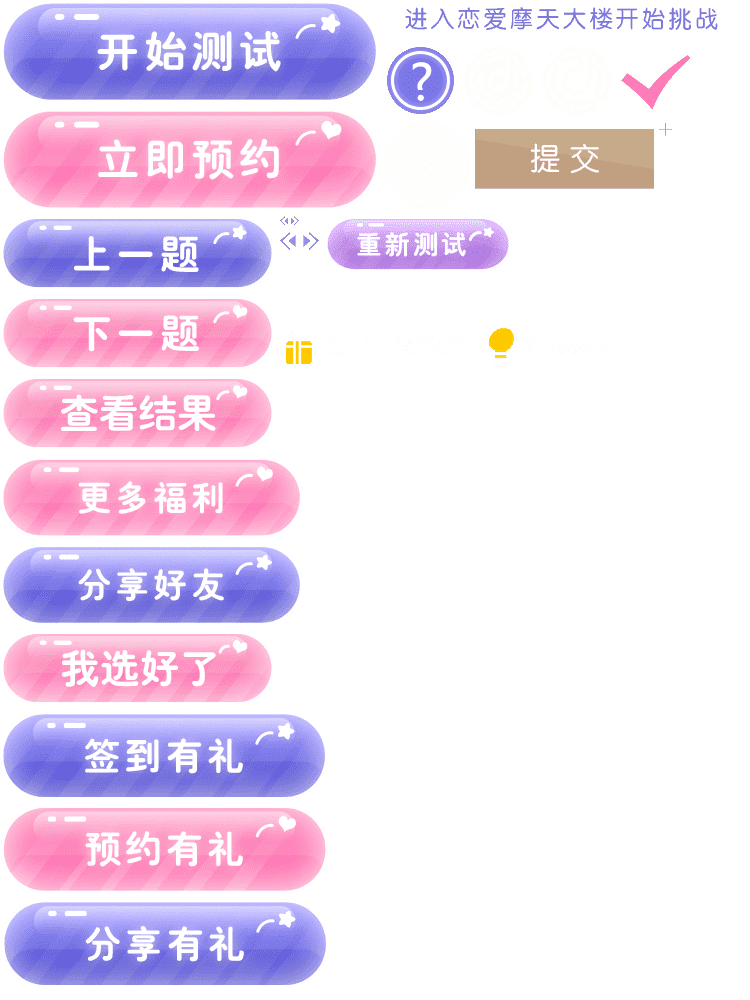 进入恋爱摩天大楼开始挑战
开始测试
?
立即预约
提交
上一题
重新测试
下一题
查看结果
更多福利
分享好友
我选好了
签到有礼
预约有礼
分享有礼